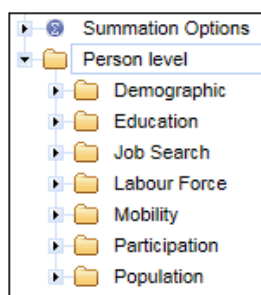 Summation Options
Person level
Demographic
Education
Job Search
Labour Force
Mobility
Participation
Population